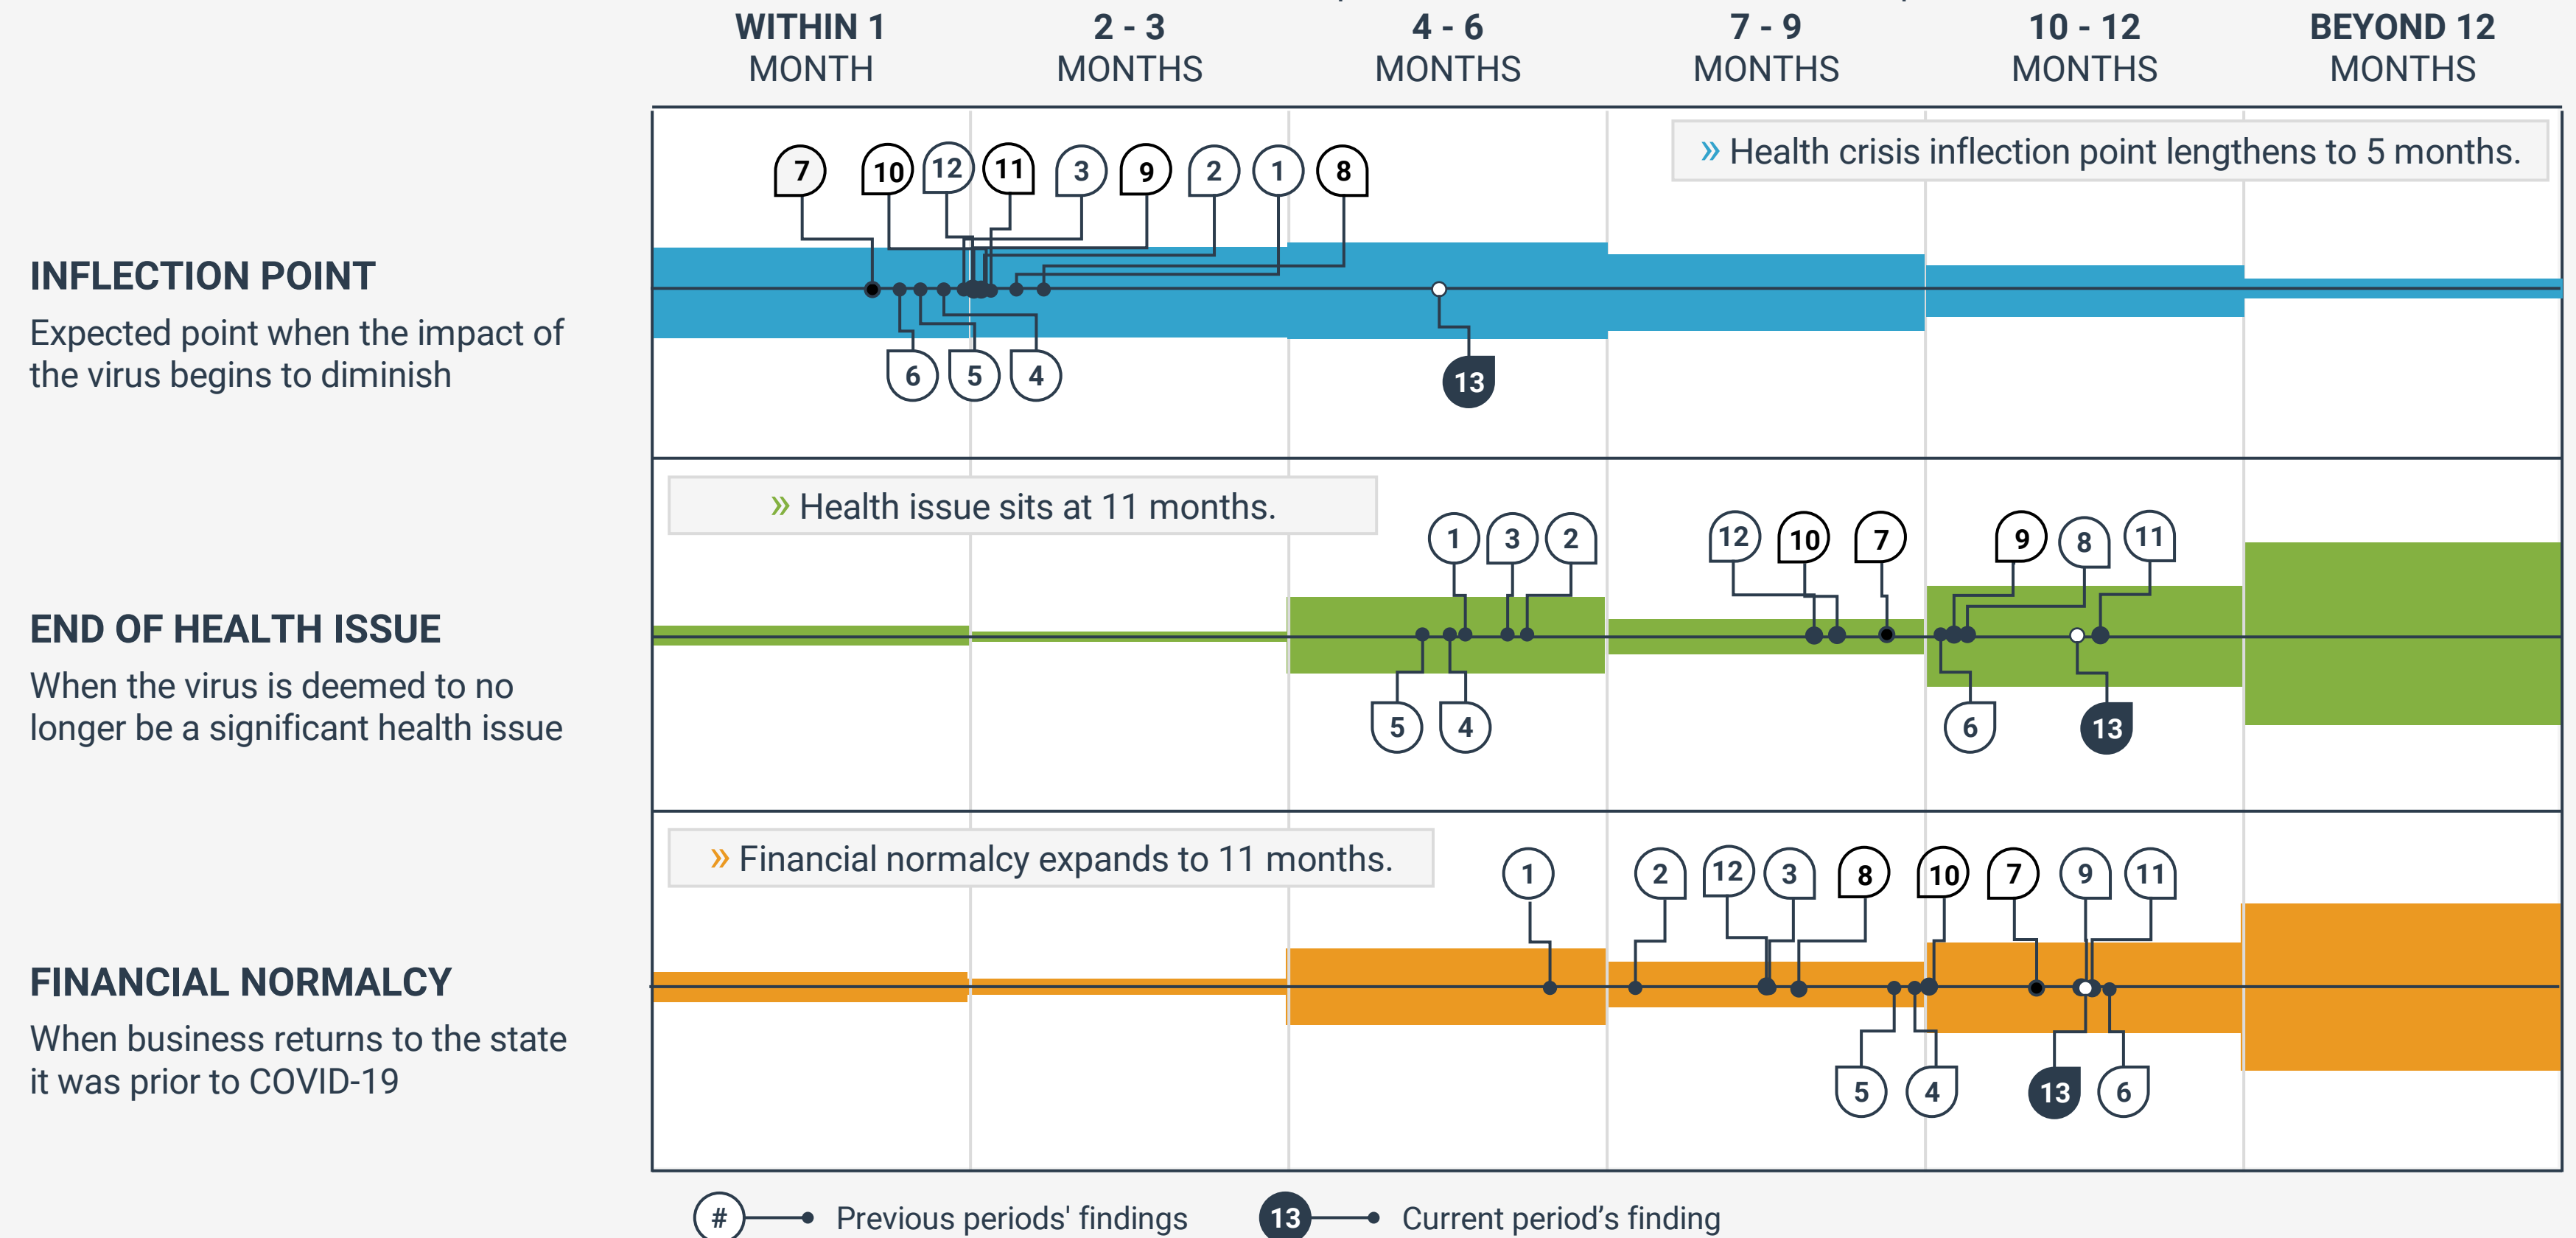 WITHIN 1 MONTH
2 - 3 MONTHS
4 - 6 MONTHS
7 - 9 MONTHS
10 - 12 MONTHS
BEYOND 12 MONTHS
» Health crisis inflection point lengthens to 5 months.
7 10 12 11 3 9 2 1 8
INFLECTION POINT
Expected point when the impact of
the virus begins to diminish
6 5 4 13
» Health issue sits at 11 months.
1 3 2 12 10 7 9 8 11
END OF HEALTH ISSUE
When the virus is deemed to no
longer be a significant health issue
5 4 6 13
» Financial normalcy expands to 11 months.
1 2 12 3 8 10 7 9 11
FINANCIAL NORMALCY
When business returns to the state
it was prior to COVID-19
5 4 13 6
# Previous periods' findings
13 Current period’s finding